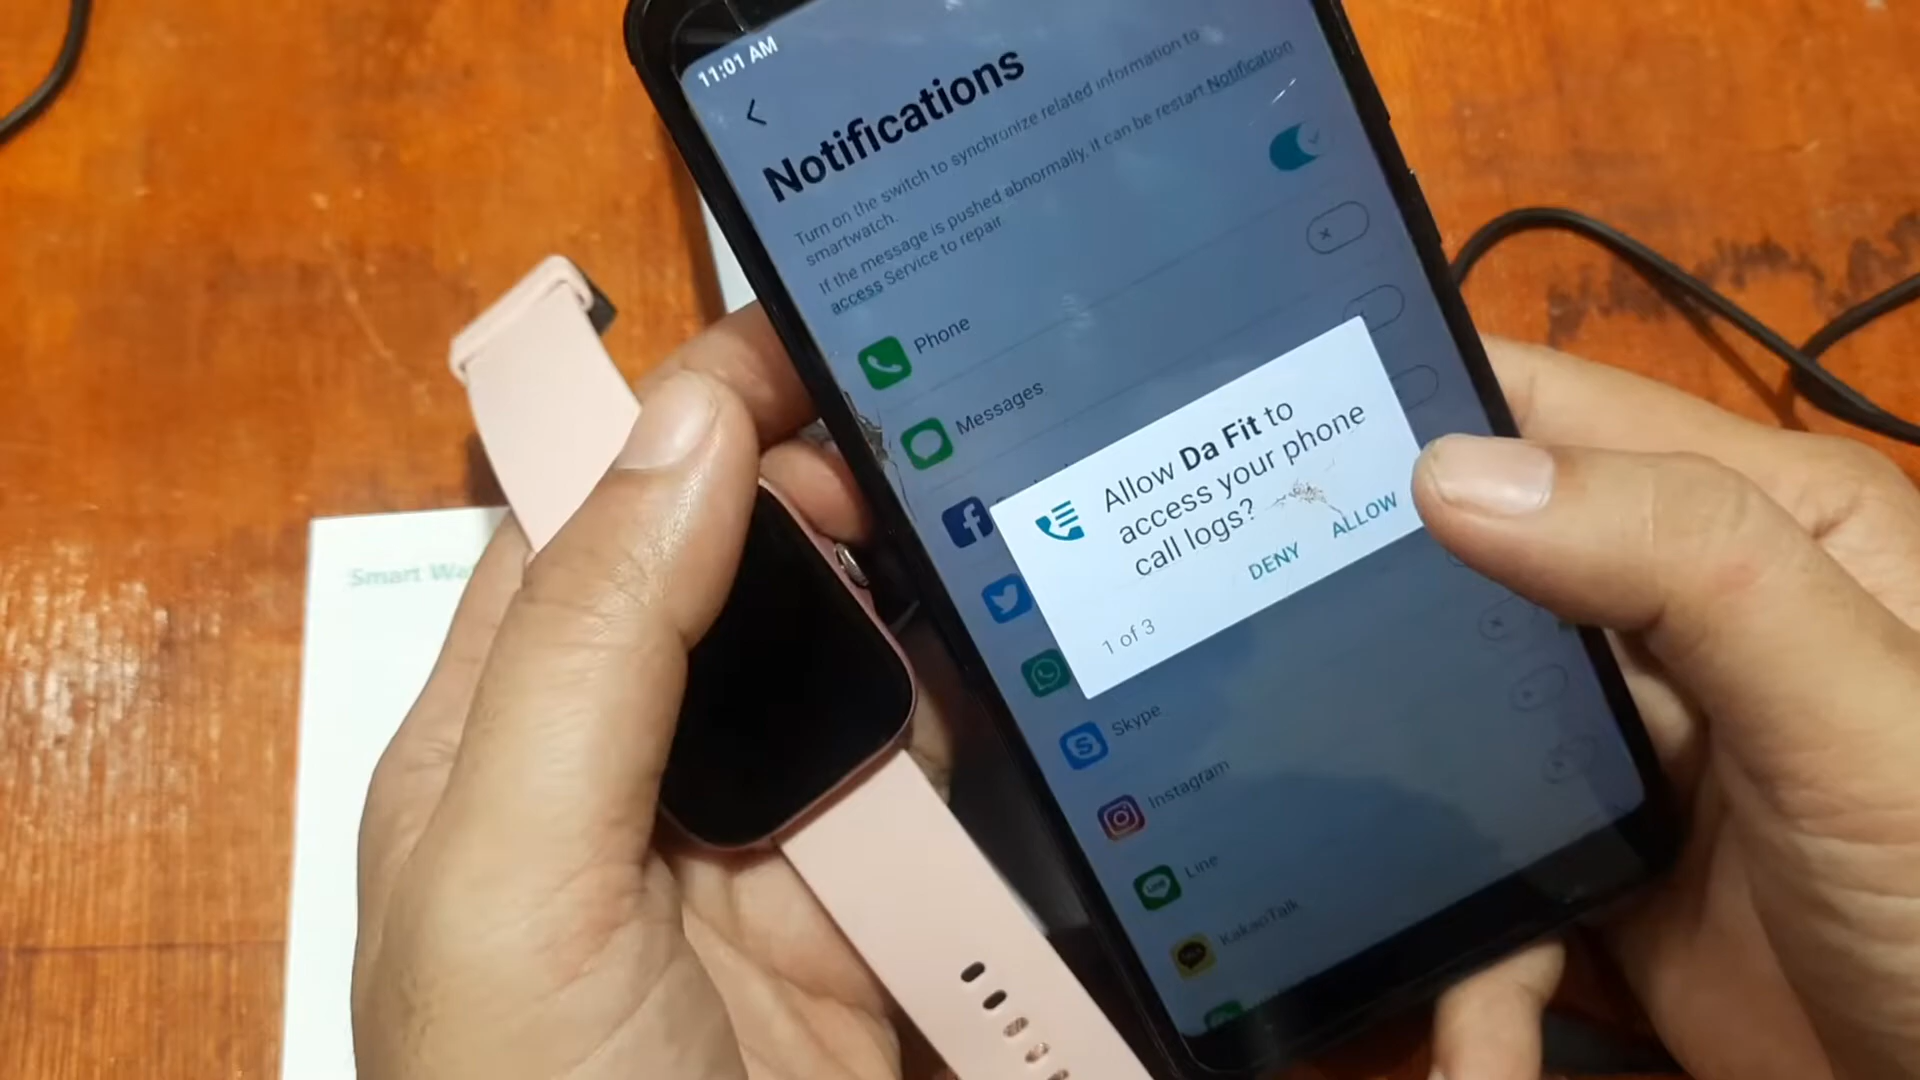 11:01 AM
Notifications
Turn on the switch to synchronize related information to
smartwatch.
If the message is pushed abnormally, it can be restart Notification
access Service to repair.
Phone
Messages
Allow Da Fit to
access your phone
call logs?
DENY ALLOW
1 of 3
Skype
Instagram
Line
KakaoTalk
Smart